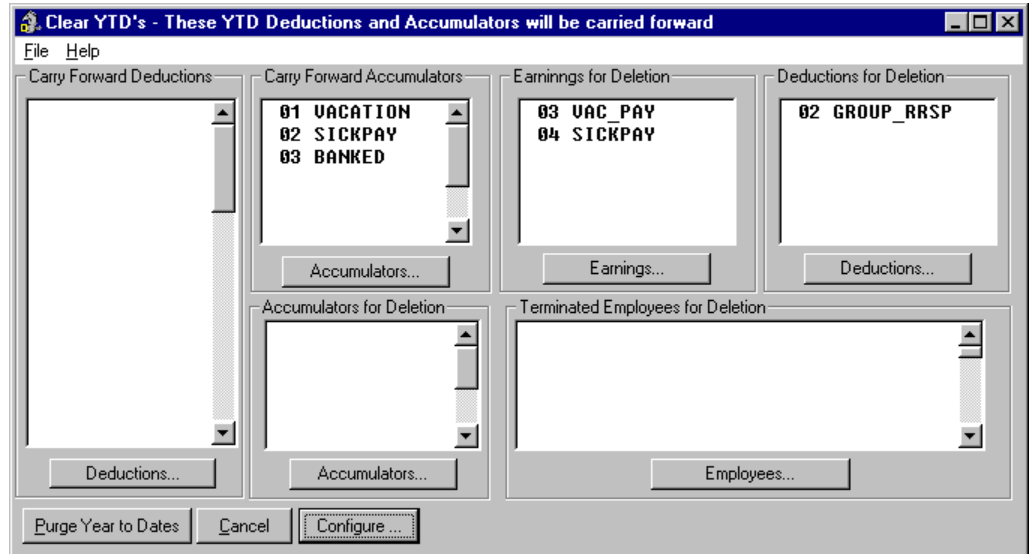 Clear YTD's - These YTD Deductions and Accumulators will be carried forward
File Help
Carry Forward Deductions
Deductions...
Carry Forward Accumulators
01 VACATION
02 SICKPAY
03 BANKED
Accumulators...
Earninngs for Deletion
03 VAC_PAY
04 SICKPAY
Earnings...
Deductions for Deletion
02 GROUP_RRSP
Deductions...
Accumulators for Deletion
Accumulators...
Terminated Employees for Deletion
Employees...
Purge Year to Dates Cancel Configure ...